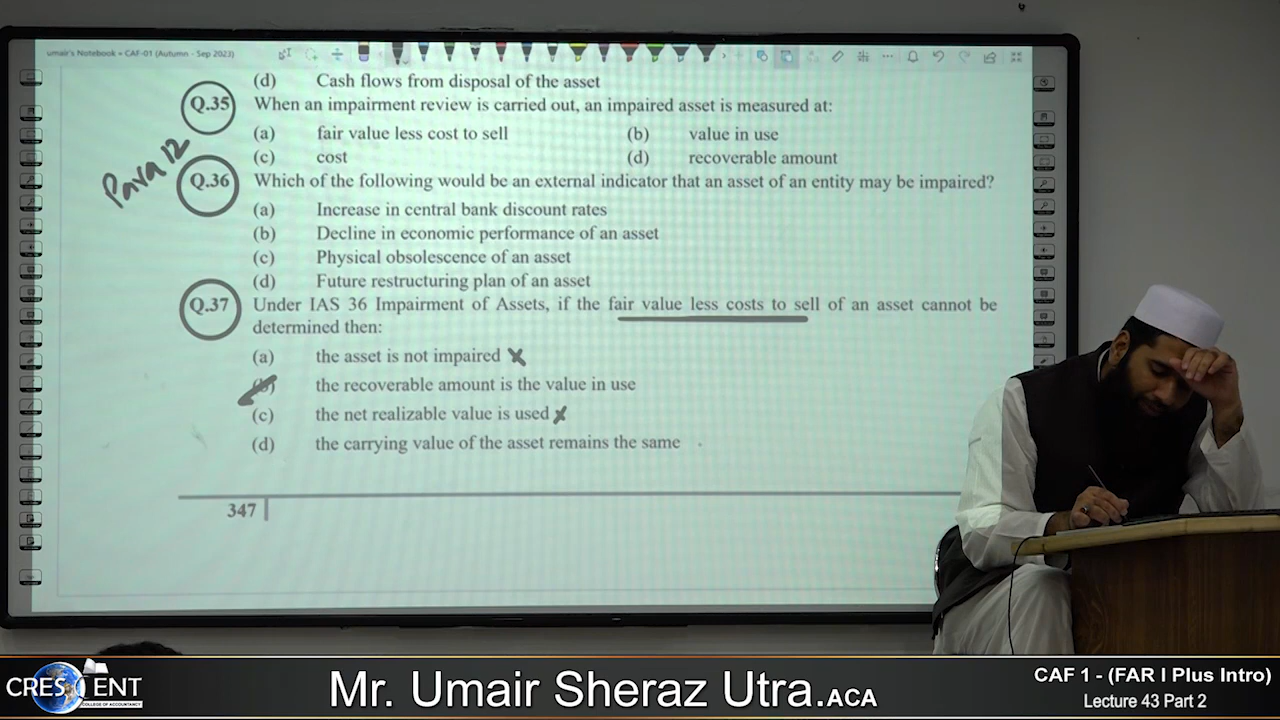 umair's Notebook » CAF-01 (Autumn - Sep 2023)
(d) Cash flows from disposal of the asset
Q.35 When an impairment review is carried out, an impaired asset is measured at:
(a) fair value less cost to sell (b) value in use
(c) cost (d) recoverable amount
Para 12
Q.36 Which of the following would be an external indicator that an asset of an entity may be impaired?
(a) Increase in central bank discount rates
(b) Decline in economic performance of an asset
(c) Physical obsolescence of an asset
(d) Future restructuring plan of an asset
Q.37 Under IAS 36 Impairment of Assets, if the fair value less costs to sell of an asset cannot be
determined then:
(a) the asset is not impaired
(b) the recoverable amount is the value in use
(c) the net realizable value is used
(d) the carrying value of the asset remains the same
347
CRESCENT
COLLEGE OF ACCOUNTANCY
Mr. Umair Sheraz Utra.ACA
CAF 1 - (FAR I Plus Intro)
Lecture 43 Part 2